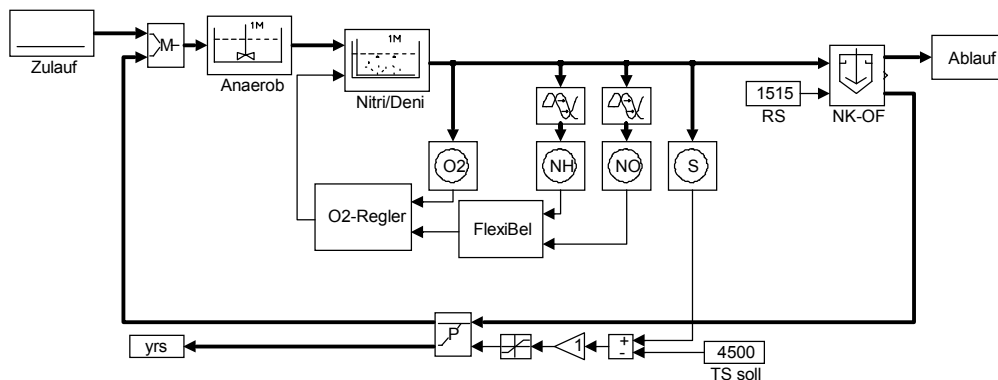 Zulauf
M
1M
Anaerob
1M
Nitri/Deni
1515
RS
NK-OF
Ablauf
O2
NH
NO
S
O2-Regler
FlexiBel
yrs
P
1
+
-
4500
TS soll